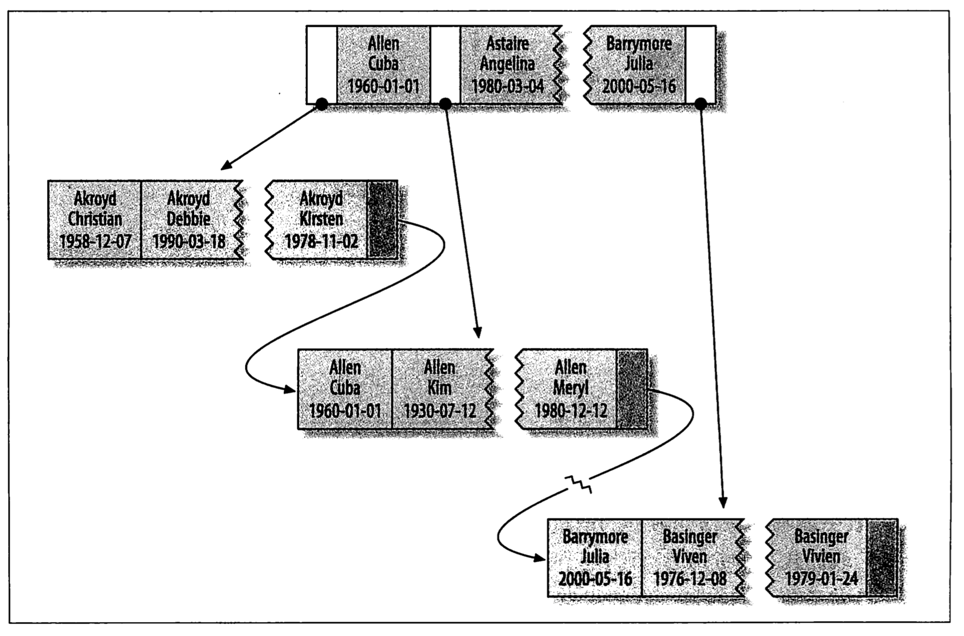 Allen
Cuba
1960-01-01
Astaire
Angelina
1980-03-04
Barrymore
Julia
2000-05-16
Akroyd
Christian
1958-12-07
Akroyd
Debbie
1990-03-18
Akroyd
Kirsten
1978-11-02
Allen
Cuba
1960-01-01
Allen
Kim
1930-07-12
Allen
Meryl
1980-12-12
Barrymore
Julia
2000-05-16
Basinger
Viven
1976-12-08
Basinger
Vivien
1979-01-24